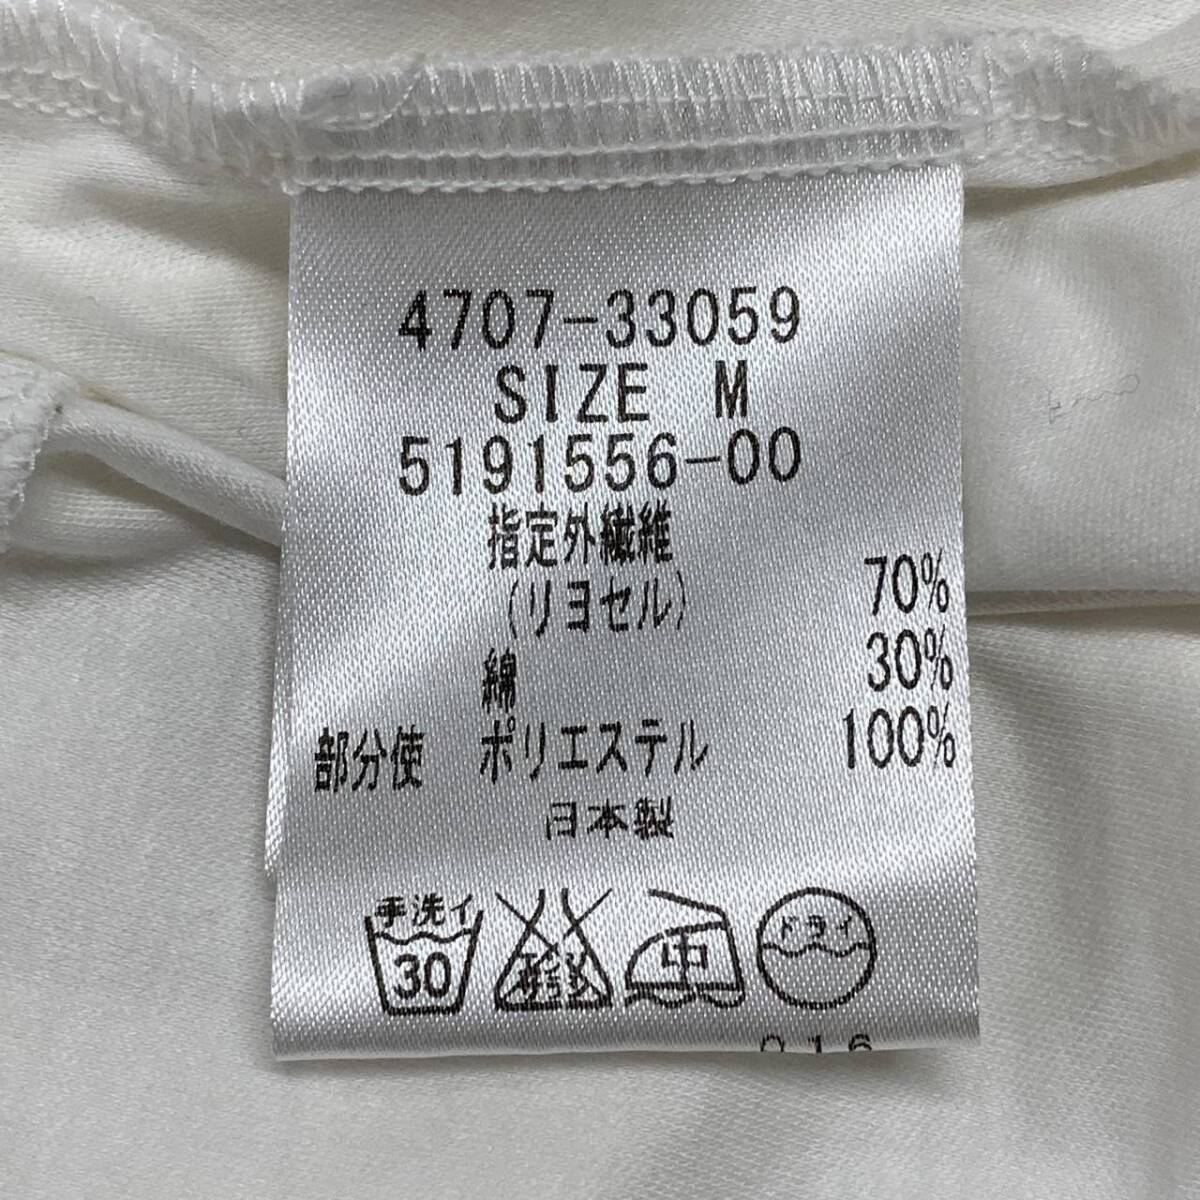 4707-33059
SIZE M
5191556-00
指定外繊維
(リヨセル) 70%
綿 30%
部分使 ポリエステル 100%
日本製
手洗イ
30
中
ドライ